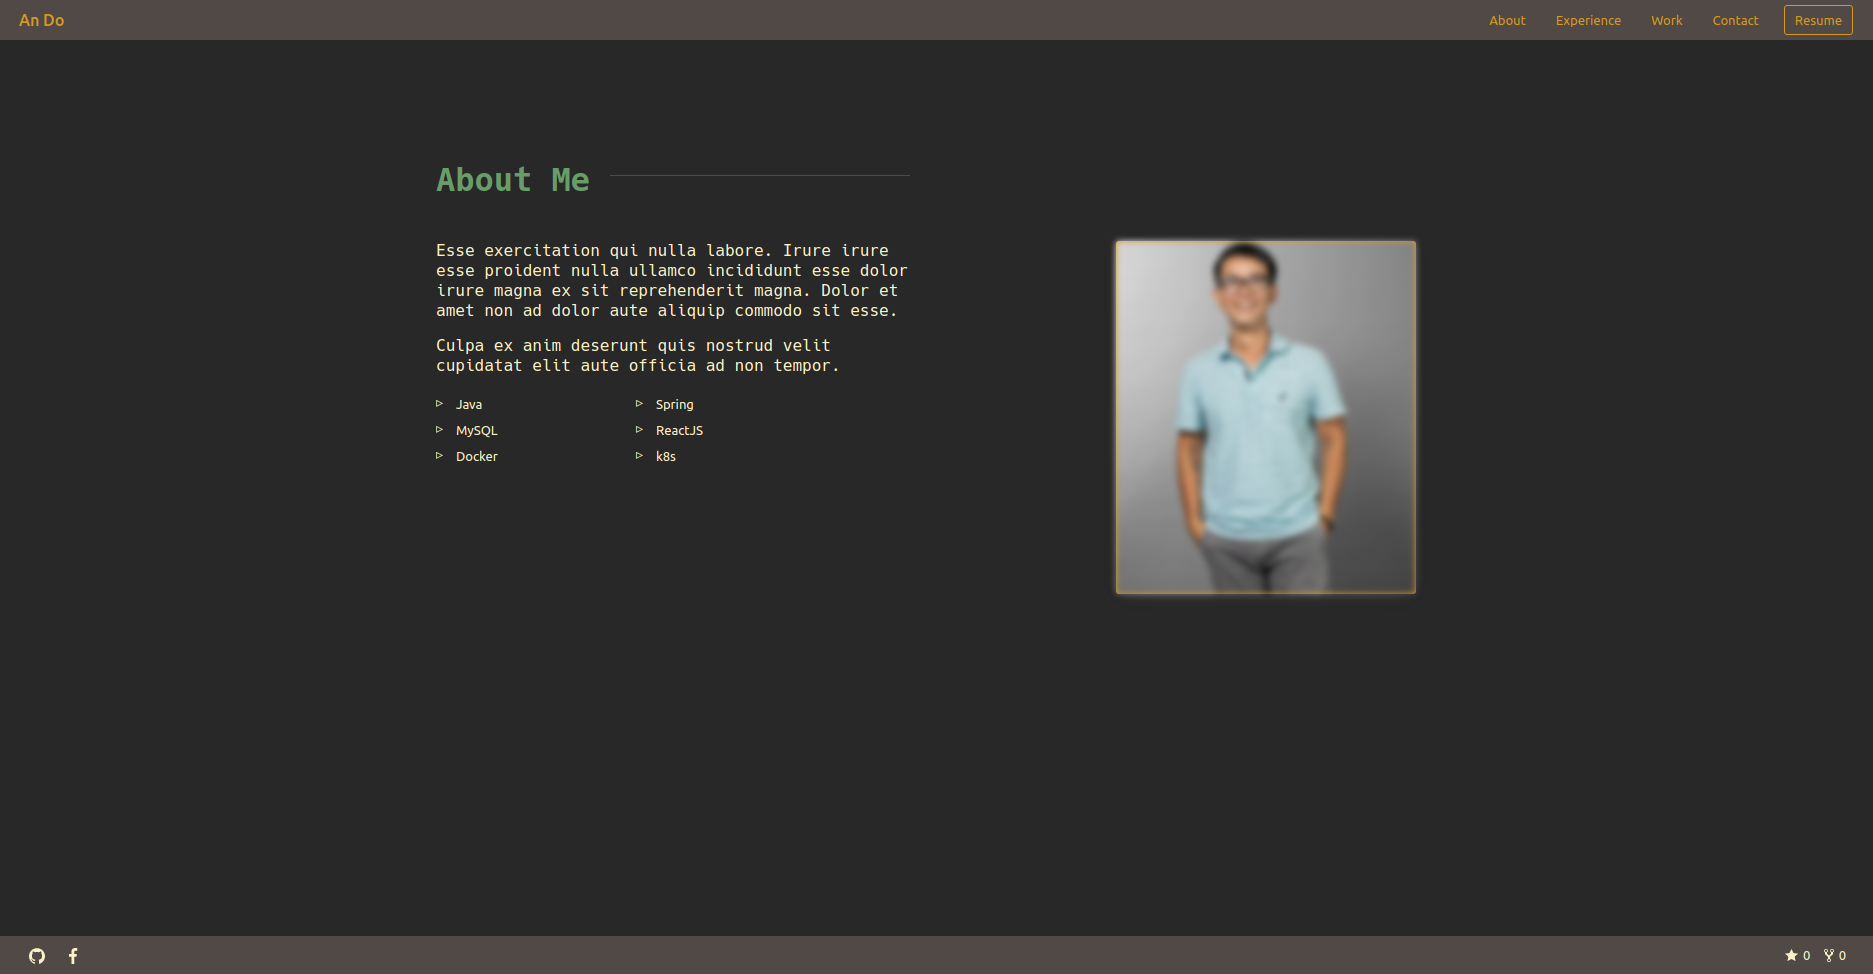 An Do
About
Experience
Work
Contact
Resume
About Me
Esse exercitation qui nulla labore. Irure irure
esse proident nulla ullamco incididunt esse dolor
irure magna ex sit reprehenderit magna. Dolor et
amet non ad dolor aute aliquip commodo sit esse.
Culpa ex anim deserunt quis nostrud velit
cupidatat elit aute officia ad non tempor.
Java
Spring
MySQL
ReactJS
Docker
k8s
0
0